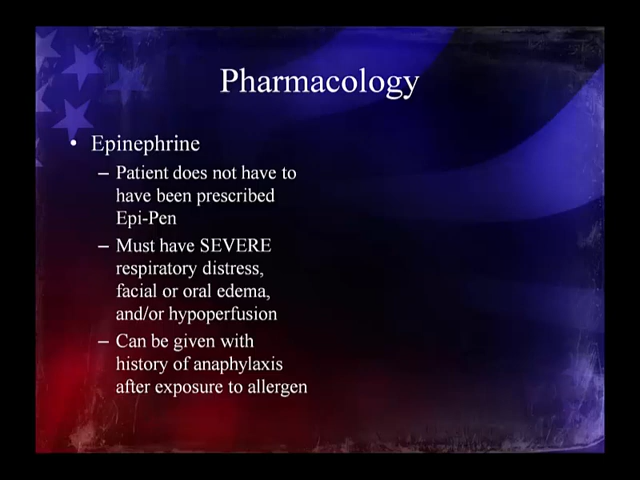 Pharmacology
• Epinephrine
– Patient does not have to
have been prescribed
Epi-Pen
– Must have SEVERE
respiratory distress,
facial or oral edema,
and/or hypoperfusion
– Can be given with
history of anaphylaxis
after exposure to allergen